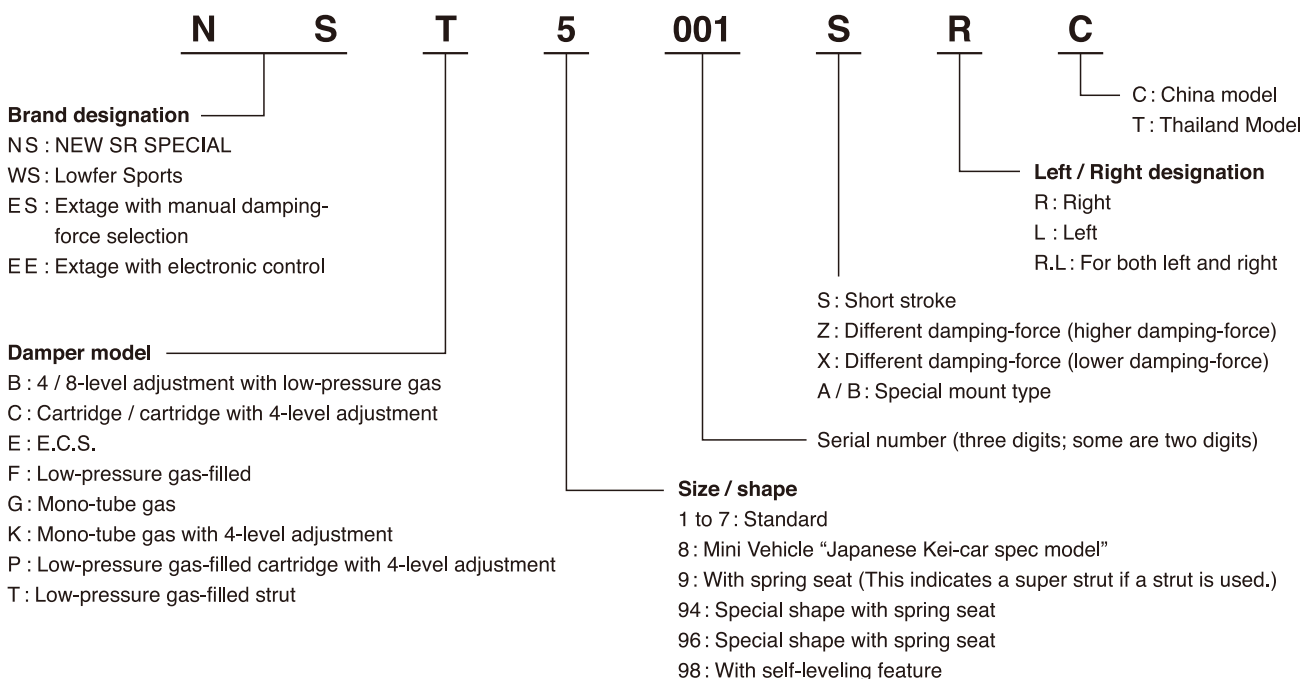 N S T 5 001 S R C
Brand designation
NS : NEW SR SPECIAL
WS : Lowfer Sports
ES : Extage with manual damping-
force selection
EE : Extage with electronic control
Damper model
B : 4 / 8-level adjustment with low-pressure gas
C : Cartridge / cartridge with 4-level adjustment
E : E.C.S.
F : Low-pressure gas-filled
G : Mono-tube gas
K : Mono-tube gas with 4-level adjustment
P : Low-pressure gas-filled cartridge with 4-level adjustment
T : Low-pressure gas-filled strut
C : China model
T : Thailand Model
Left / Right designation
R : Right
L : Left
R.L : For both left and right
S : Short stroke
Z : Different damping-force (higher damping-force)
X : Different damping-force (lower damping-force)
A / B : Special mount type
Serial number (three digits; some are two digits)
Size / shape
1 to 7 : Standard
8 : Mini Vehicle “Japanese Kei-car spec model”
9 : With spring seat (This indicates a super strut if a strut is used.)
94 : Special shape with spring seat
96 : Special shape with spring seat
98 : With self-leveling feature